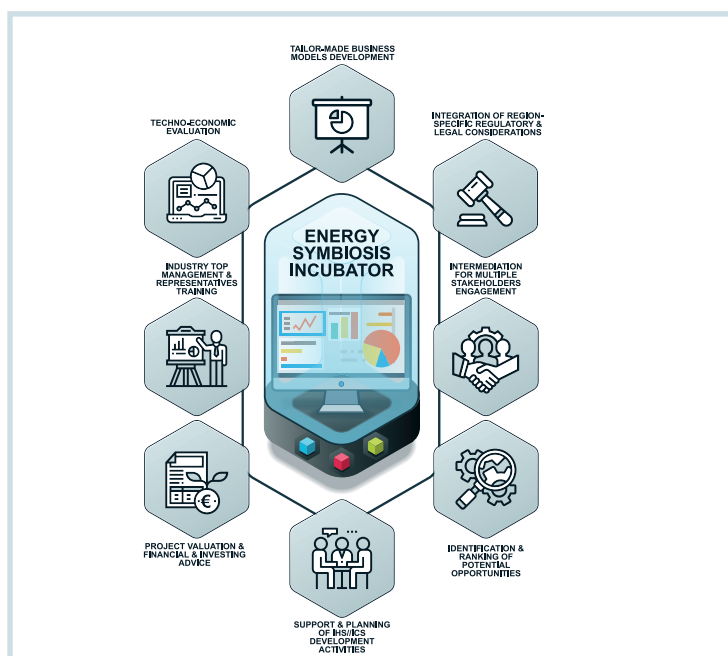 TAILOR-MADE BUSINESS
MODELS DEVELOPMENT
TECHNO-ECONOMIC
EVALUATION
INTEGRATION OF REGION-
SPECIFIC REGULATORY &
LEGAL CONSIDERATIONS
ENERGY
SYMBIOSIS
INCUBATOR
INDUSTRY TOP
MANAGEMENT &
REPRESENTATIVES
TRAINING
INTERMEDIATION
FOR MULTIPLE
STAKEHOLDERS
ENGAGEMENT
PROJECT VALUATION &
FINANCIAL & INVESTING
ADVICE
IDENTIFICATION &
RANKING OF
POTENTIAL
OPPORTUNITIES
SUPPORT & PLANNING
OF IHS//ICS
DEVELOPMENT
ACTIVITIES